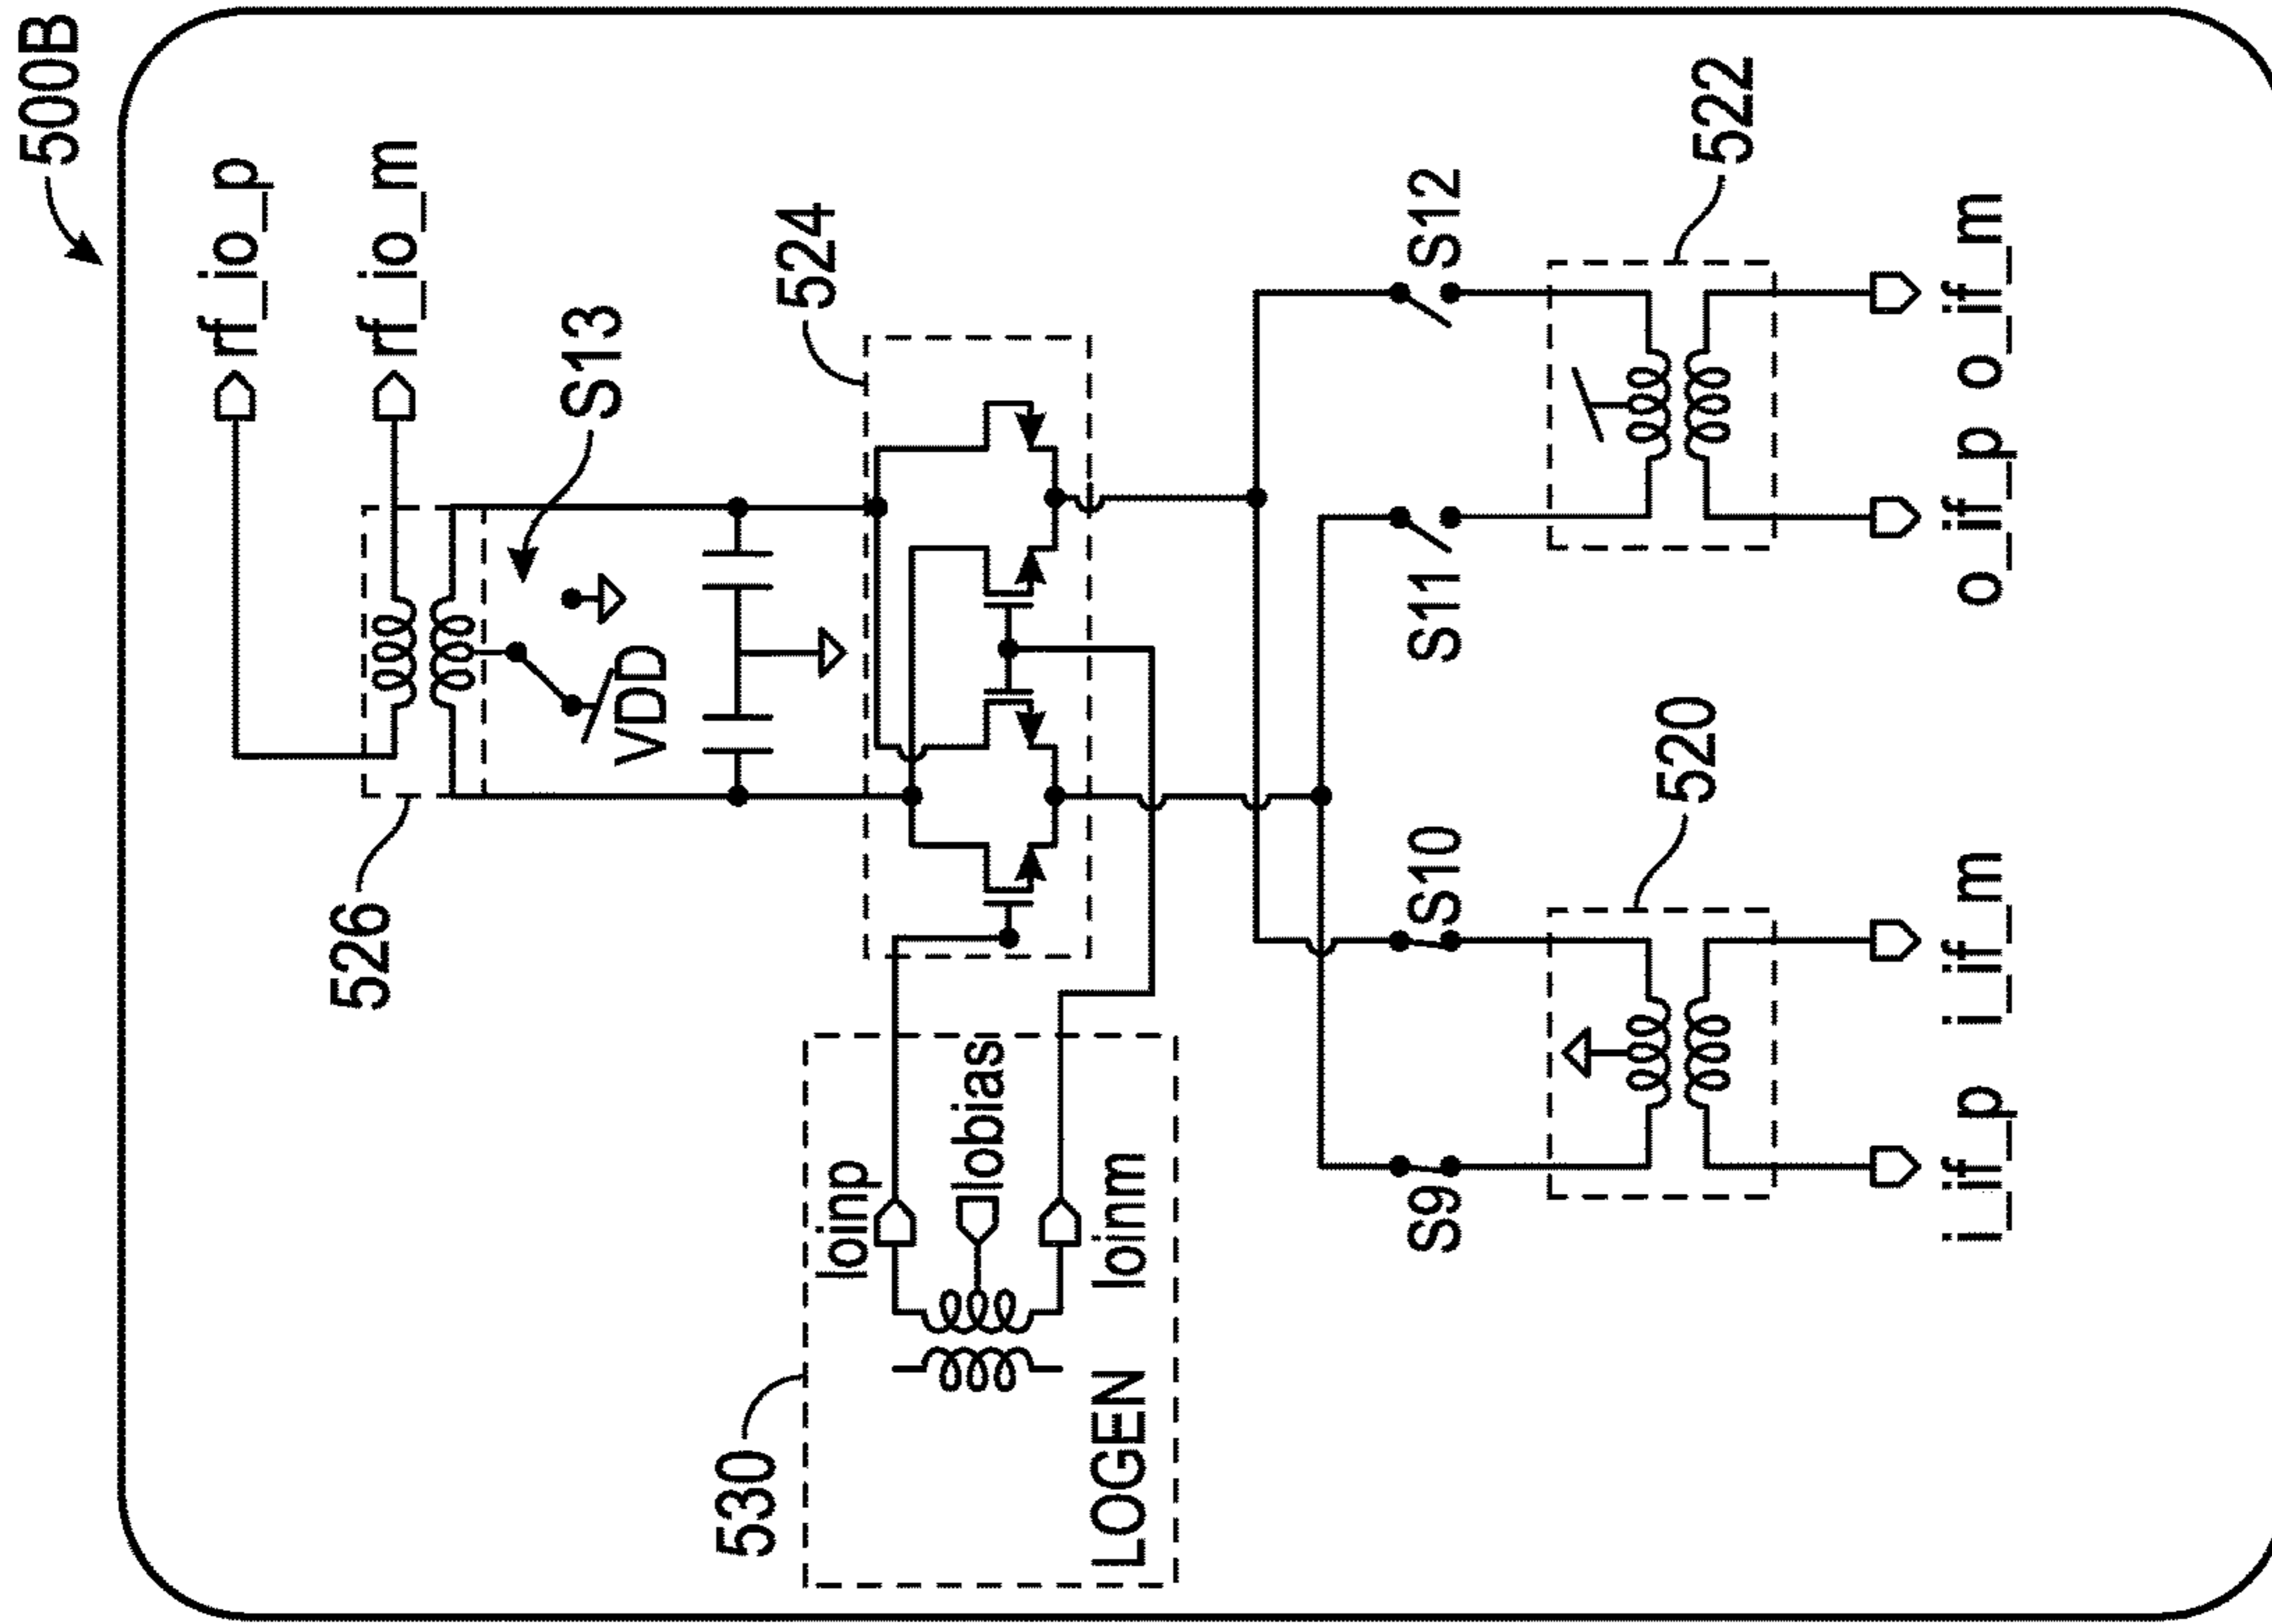 500B
rf_io_p
rf_io_m
S13
VDD
526
524
530
loinp
lobias
loinm
LOGEN
S9
S10
S11
S12
520
522
i_if_p
i_if_m
o_if_p
o_if_m